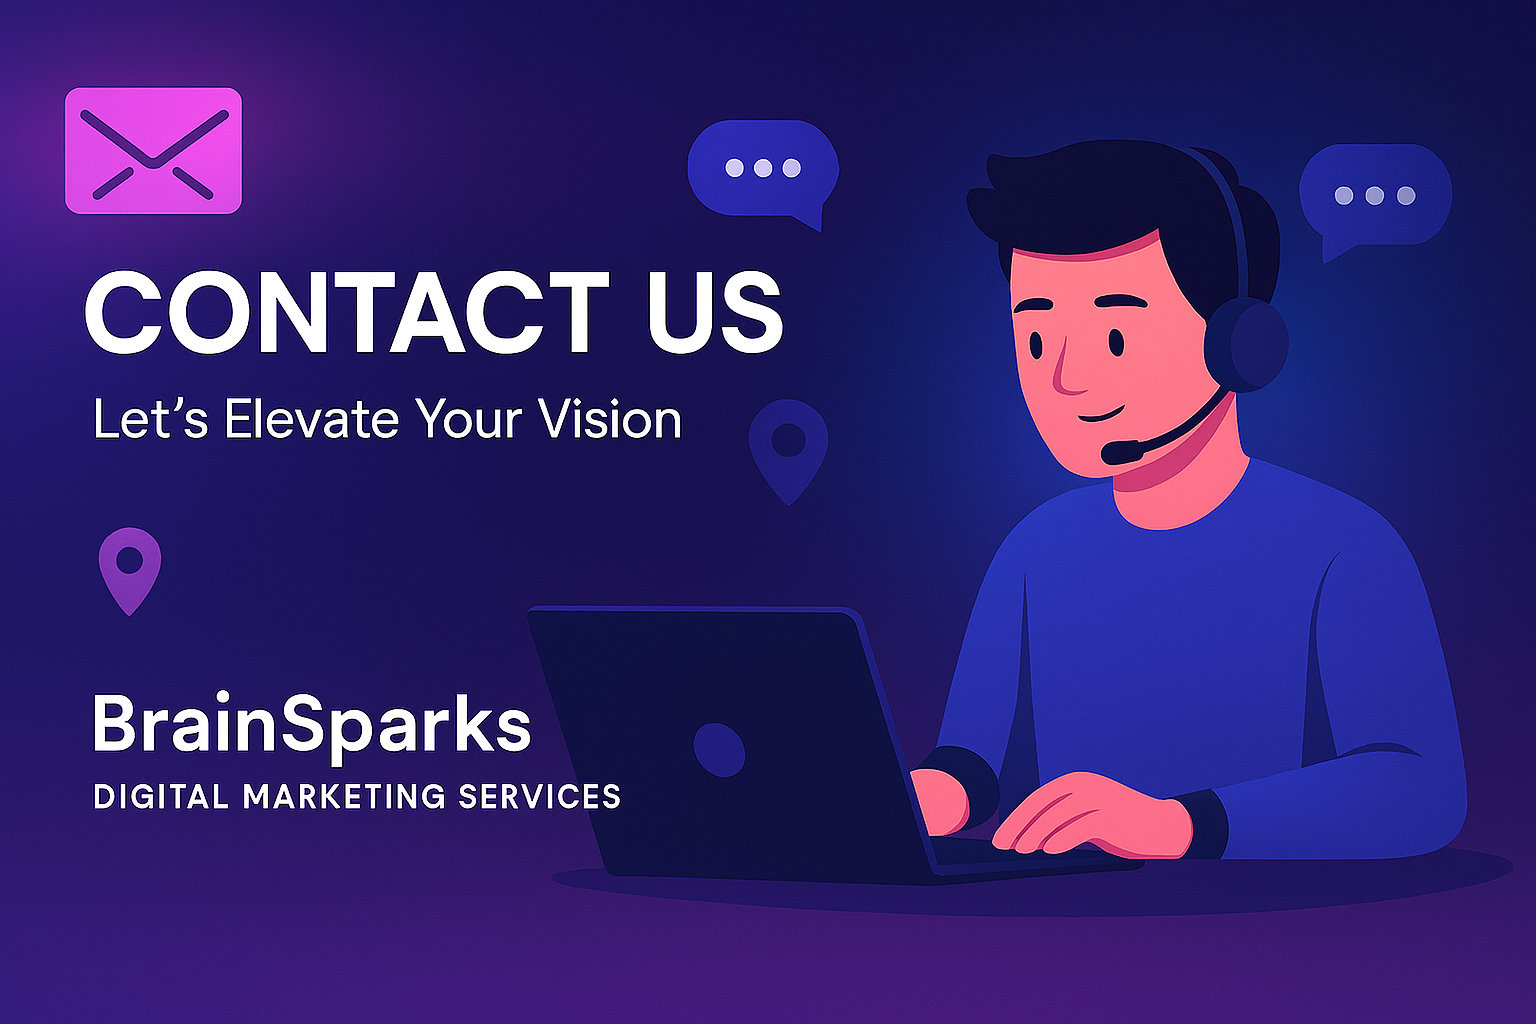 CONTACT US
Let’s Elevate Your Vision
BrainSparks
DIGITAL MARKETING SERVICES